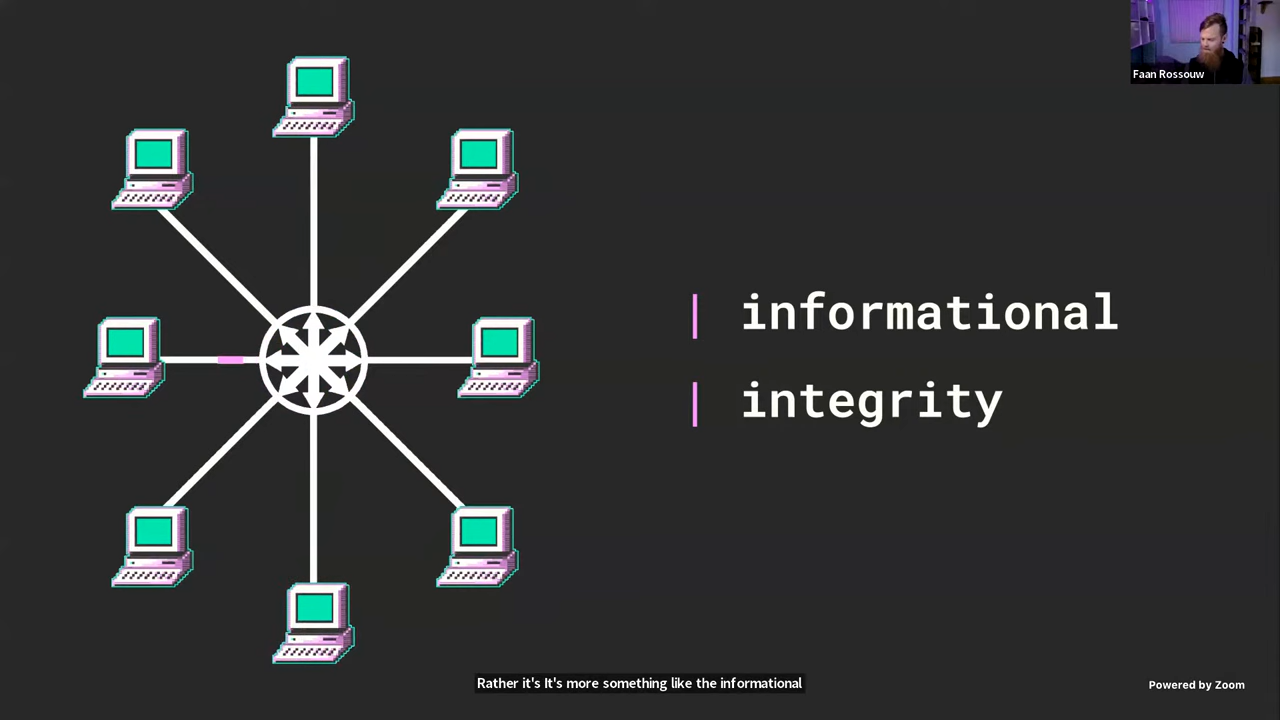 Faan Rossouw
| informational
| integrity
Rather it's It's more something like the informational
Powered by Zoom